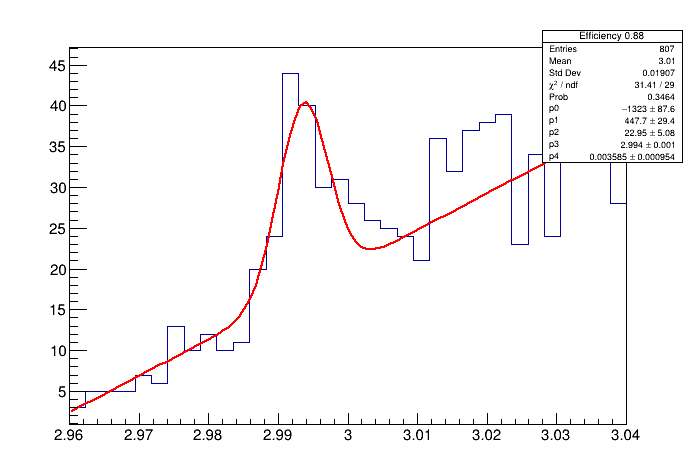 Efficiency 0.88
Entries 807
Mean 3.01
Std Dev 0.01907
χ² / ndf 31.41 / 29
Prob 0.3464
p0 −1323 ± 87.6
p1 447.7 ± 29.4
p2 22.95 ± 5.08
p3 2.994 ± 0.001
p4 0.003585 ± 0.000954
45
40
35
30
25
20
15
10
5
2.96 2.97 2.98 2.99 3 3.01 3.02 3.03 3.04